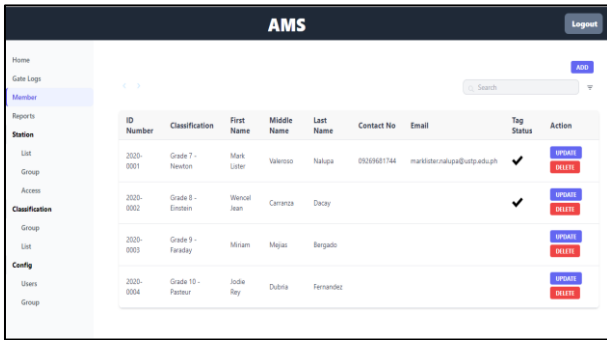 AMS
Logout
Home
Gate Logs
Member
Reports
Station
List
Group
Access
Classification
Group
List
Config
Users
Group
ADD
Search
ID Number Classification First Name Middle Name Last Name Contact No Email Tag Status Action
2020-0001 Grade 7 - Newton Mark Lister Valeroso Nalupa 09269681744 marklister.nalupa@ustp.edu.ph ✔ UPDATE DELETE
2020-0002 Grade 8 - Einstein Wencel Jean Carranza Dacay ✔ UPDATE DELETE
2020-0003 Grade 9 - Faraday Miriam Mejias Bergado UPDATE DELETE
2020-0004 Grade 10 - Pasteur Jodie Rey Dubria Fernandez UPDATE DELETE